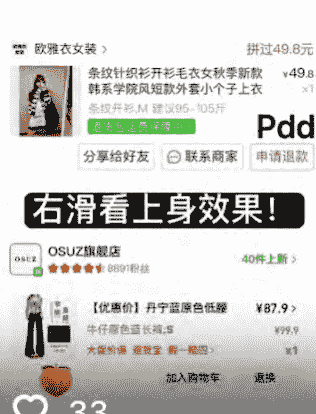 欧雅衣女装 >
拼过49.8元
条纹针织衫开衫毛衣女秋季新款
¥49.8
韩系学院风短款外套小个子上衣
x1
条纹开衫,M 建议95-105斤
Pdd
分享给好友
联系商家
申请退款
右滑看上身效果!
OSUZ
OSUZ旗舰店
8891粉丝
40件上新 >
【优惠价】丹宁蓝原色低腰
¥87.9 >
牛仔原色蓝长裤;S
¥99.9
x1
加入购物车
退换
33